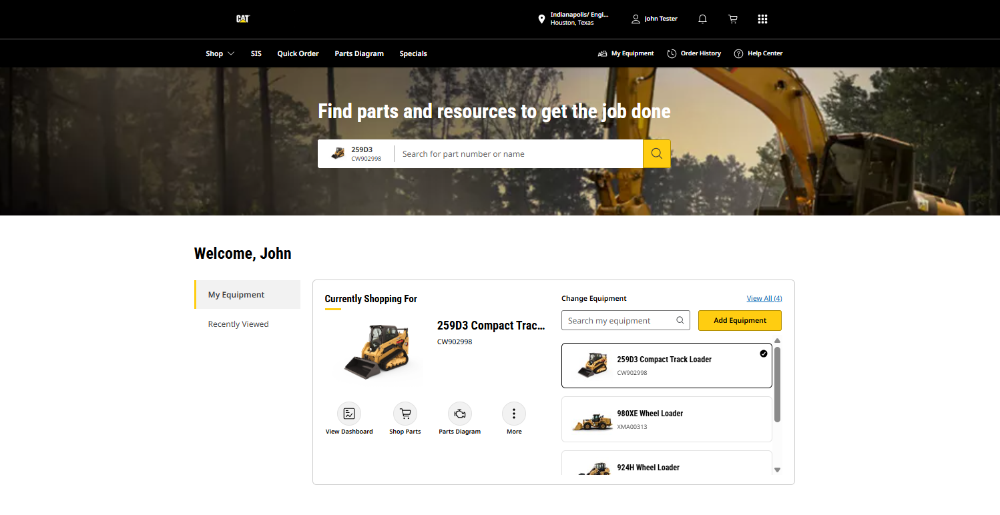 CAT
Indianapolis/ Engi...
Houston, Texas
John Tester
Shop
SIS
Quick Order
Parts Diagram
Specials
My Equipment
Order History
Help Center
Find parts and resources to get the job done
259D3
CW902998
Search for part number or name
Welcome, John
My Equipment
Recently Viewed
Currently Shopping For
259D3 Compact Trac...
CW902998
View Dashboard
Shop Parts
Parts Diagram
More
Change Equipment
View All (4)
Search my equipment
Add Equipment
259D3 Compact Track Loader
CW902998
980XE Wheel Loader
XMA00313
924H Wheel Loader